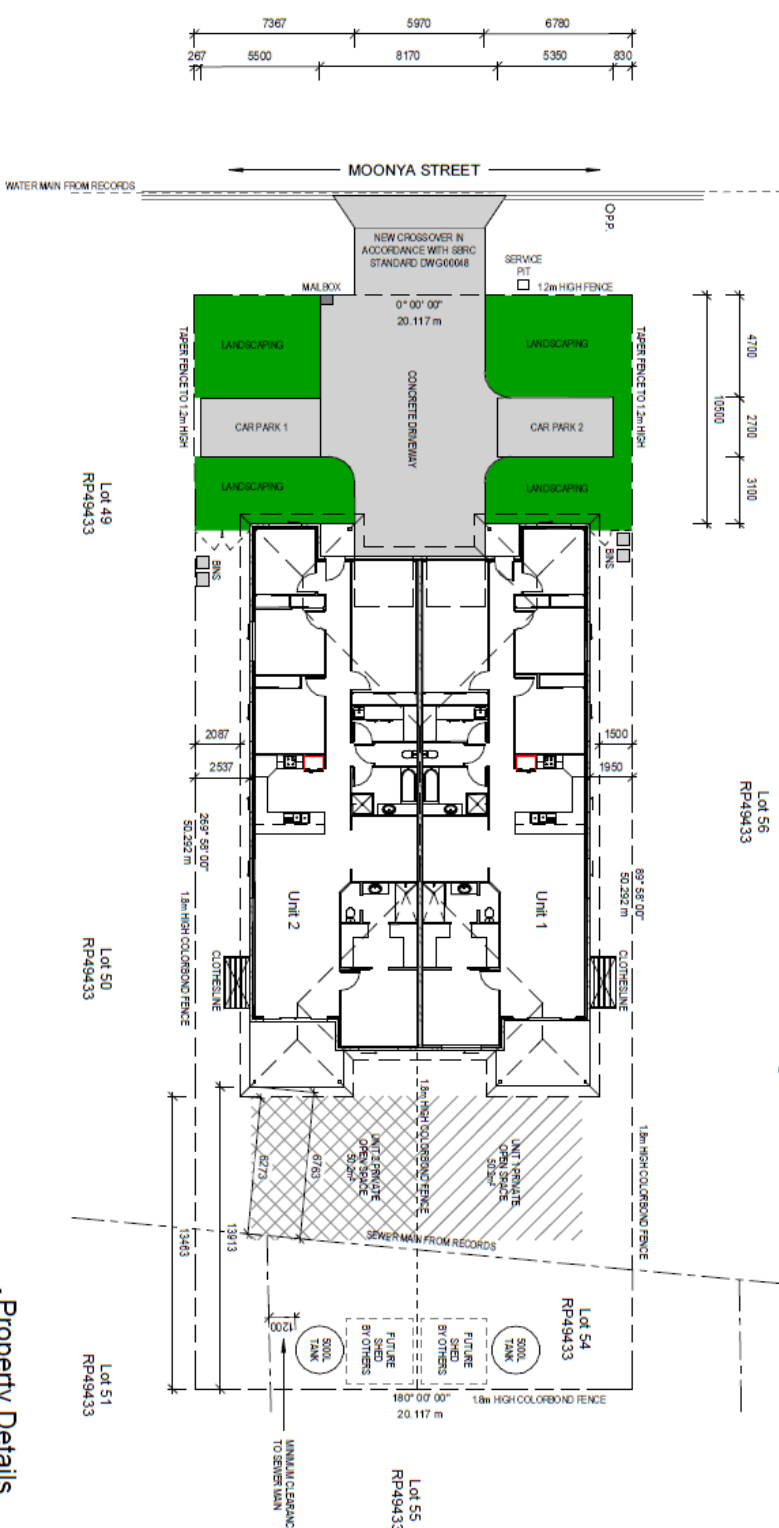 7367
5970
6780
267
5500
8170
5350
830
MOONYA STREET
WATER MAIN FROM RECORDS
P.P.
NEW CROSSOVER IN
ACCORDANCE WITH SBRC
STANDARD DWG00048
SERVICE
PIT
MAILBOX
1.2m HIGH FENCE
0° 00' 00"
20.117 m
TAPER FENCE TO 1.2m HIGH
LANDSCAPING
LANDSCAPING
TAPER FENCE TO 1.2m HIGH
4700
10500
CONCRETE DRIVEWAY
CAR PARK 1
CAR PARK 2
2700
LANDSCAPING
LANDSCAPING
3100
Lot 49
RP49433
BINS
BINS
2087
1500
2537
1950
Lot 56
RP49433
269° 58' 00"
50.292 m
89° 58' 00"
50.292 m
1.8m HIGH COLORBOND FENCE
Unit 2
Unit 1
Lot 50
RP49433
CLOTHESLINE
CLOTHESLINE
1.8m HIGH COLORBOND FENCE
1.8m HIGH COLORBOND FENCE
UNIT 2 PRIVATE
OPEN SPACE
50.2m²
UNIT 1 PRIVATE
OPEN SPACE
6273
6763
13463
13913
SEWER MAIN FROM RECORDS
1200
5000L
TANK
FUTURE
SHED
BY OTHERS
FUTURE
SHED
BY OTHERS
5000L
TANK
Lot 54
RP49433
Lot 51
RP49433
180° 00' 00"
20.117 m
1.8m HIGH COLORBOND FENCE
MINIMUM CLEARANC
TO SEWER MAIN
Lot 55
RP49433
Property Details